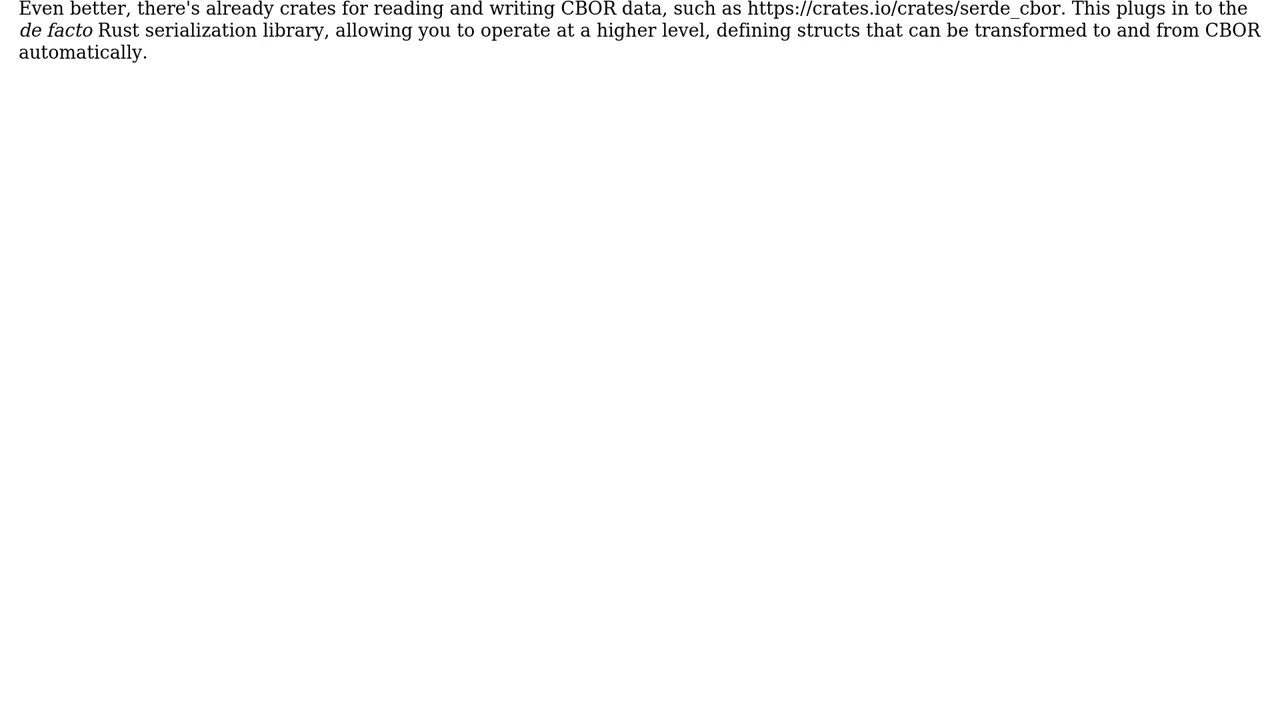 Even better, there's already crates for reading and writing CBOR data, such as https://crates.io/crates/serde_cbor. This plugs in to the
de facto Rust serialization library, allowing you to operate at a higher level, defining structs that can be transformed to and from CBOR
automatically.